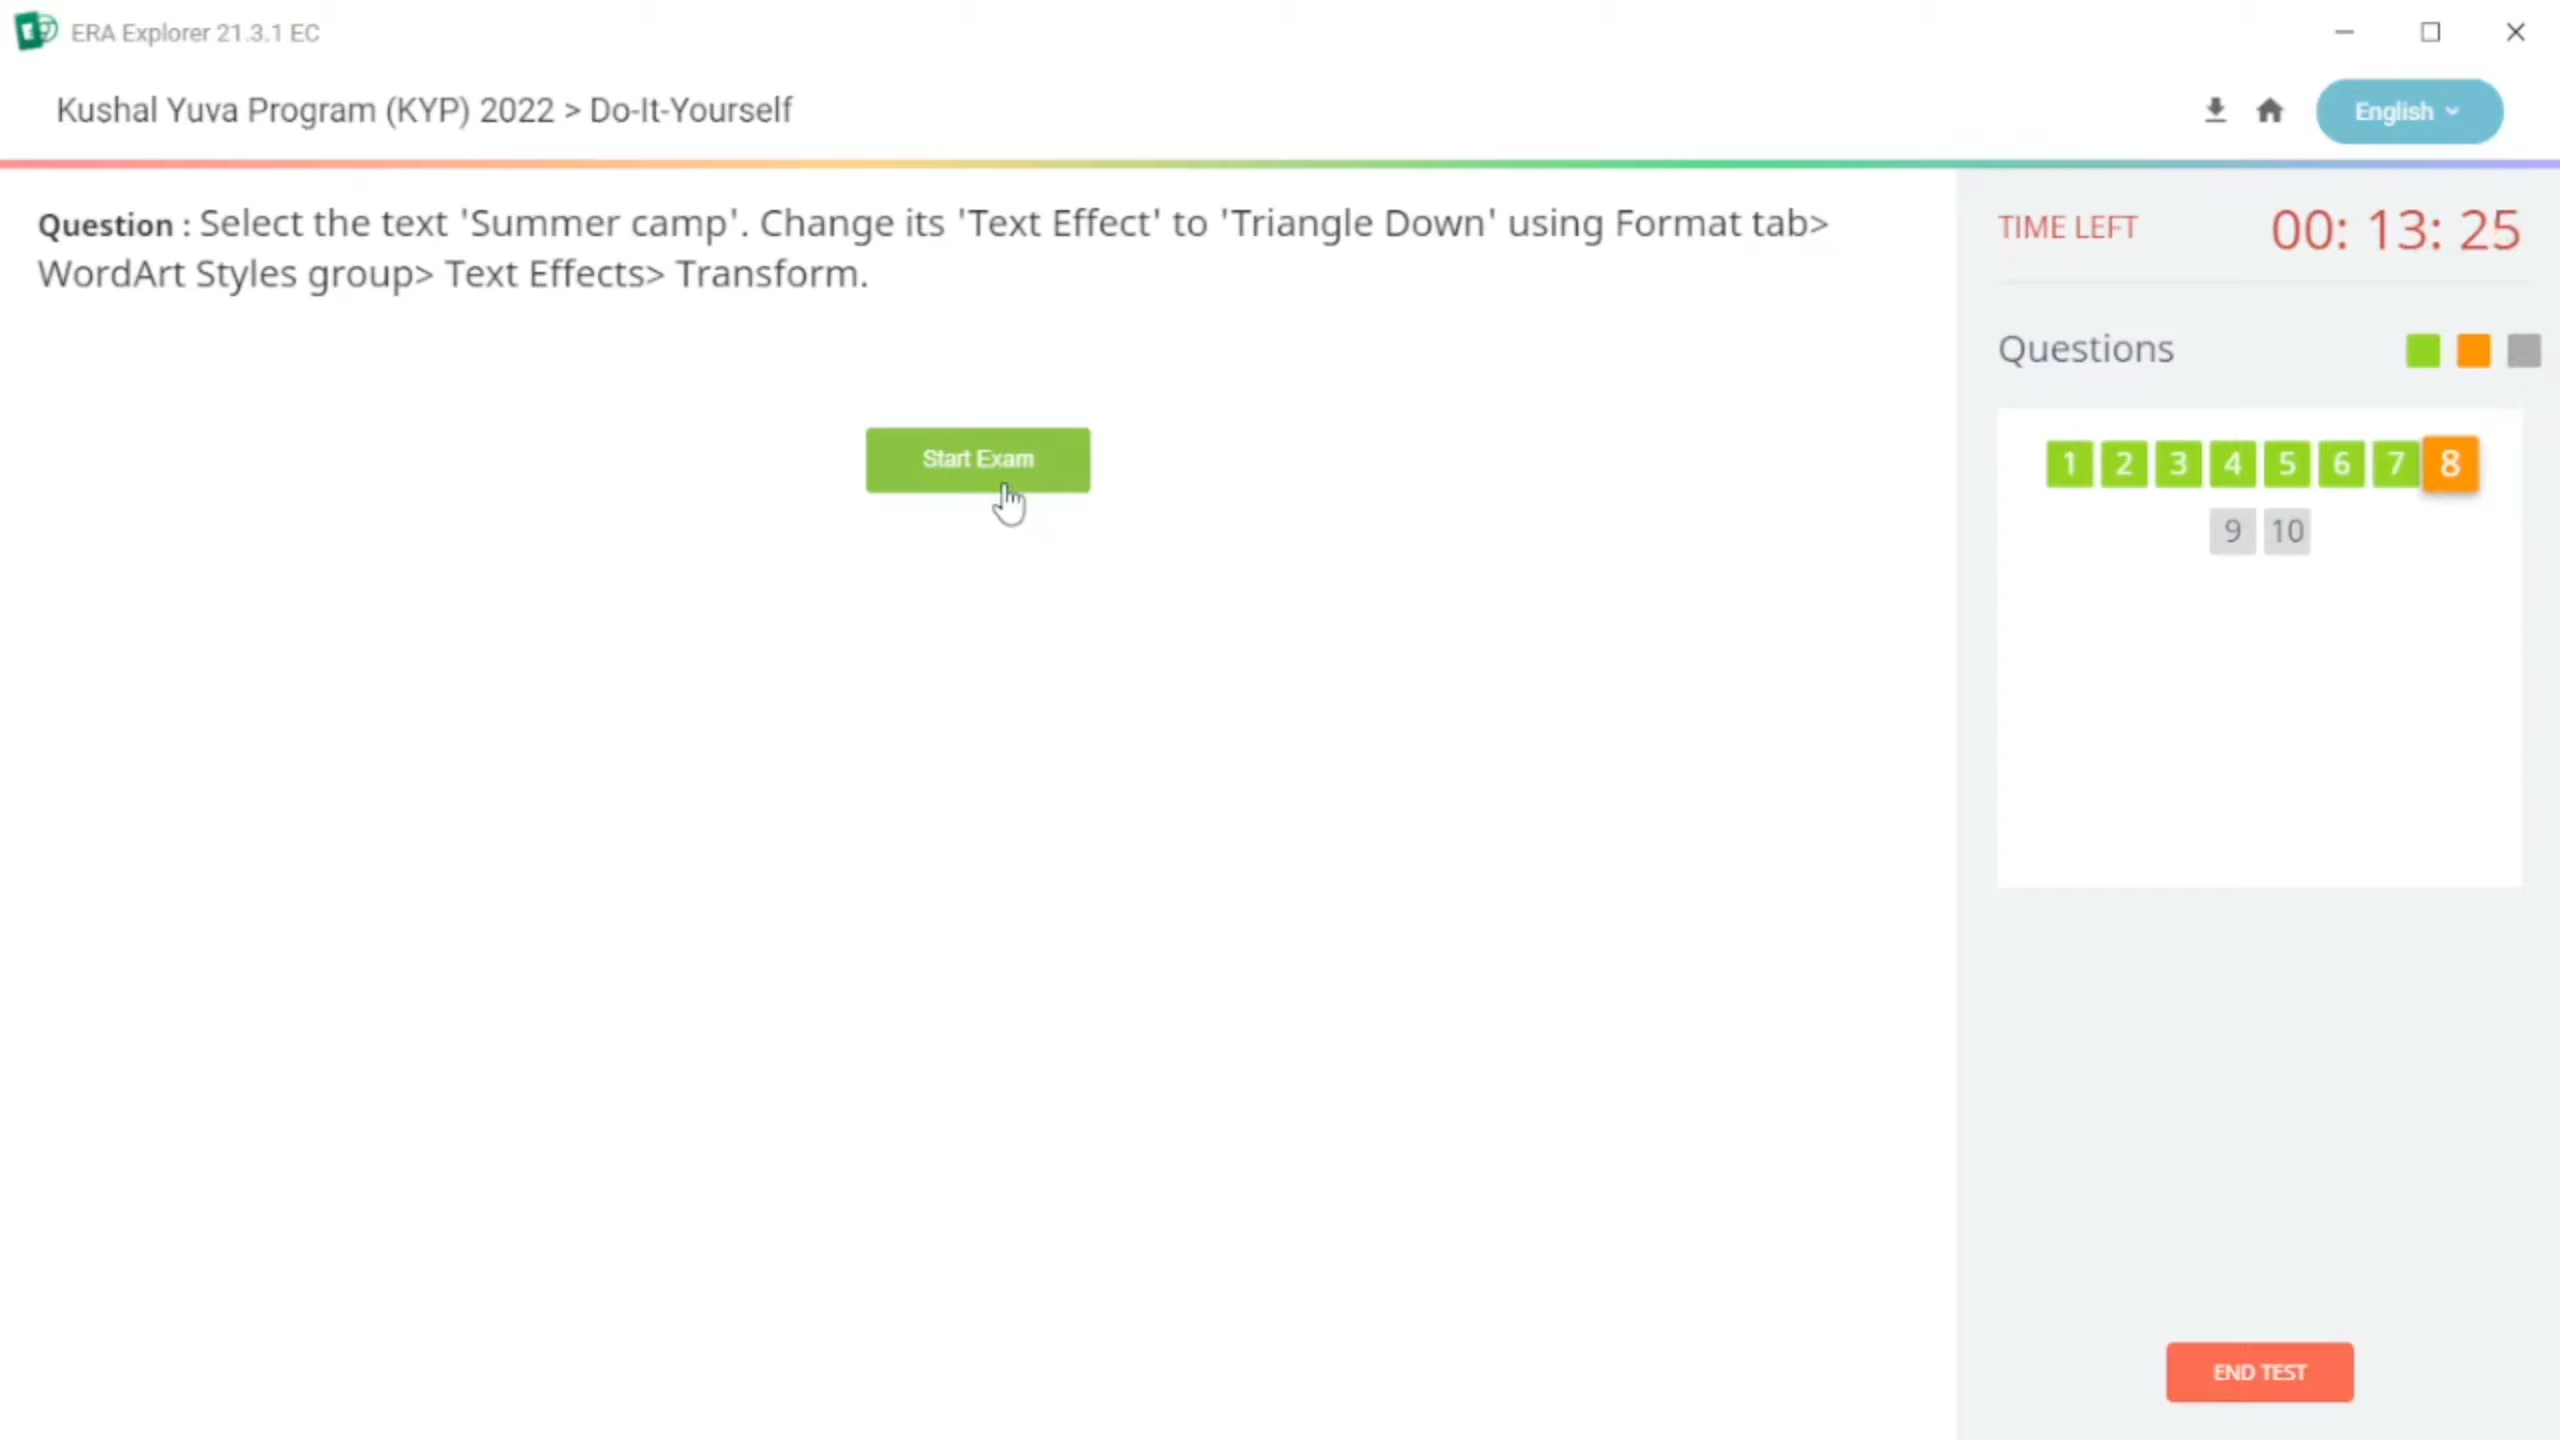 ERA Explorer 21.3.1 EC
Kushal Yuva Program (KYP) 2022 > Do-It-Yourself
English
Question : Select the text 'Summer camp'. Change its 'Text Effect' to 'Triangle Down' using Format tab>
WordArt Styles group> Text Effects> Transform.
Start Exam
TIME LEFT 00: 13: 25
Questions
1 2 3 4 5 6 7 8
9 10
END TEST